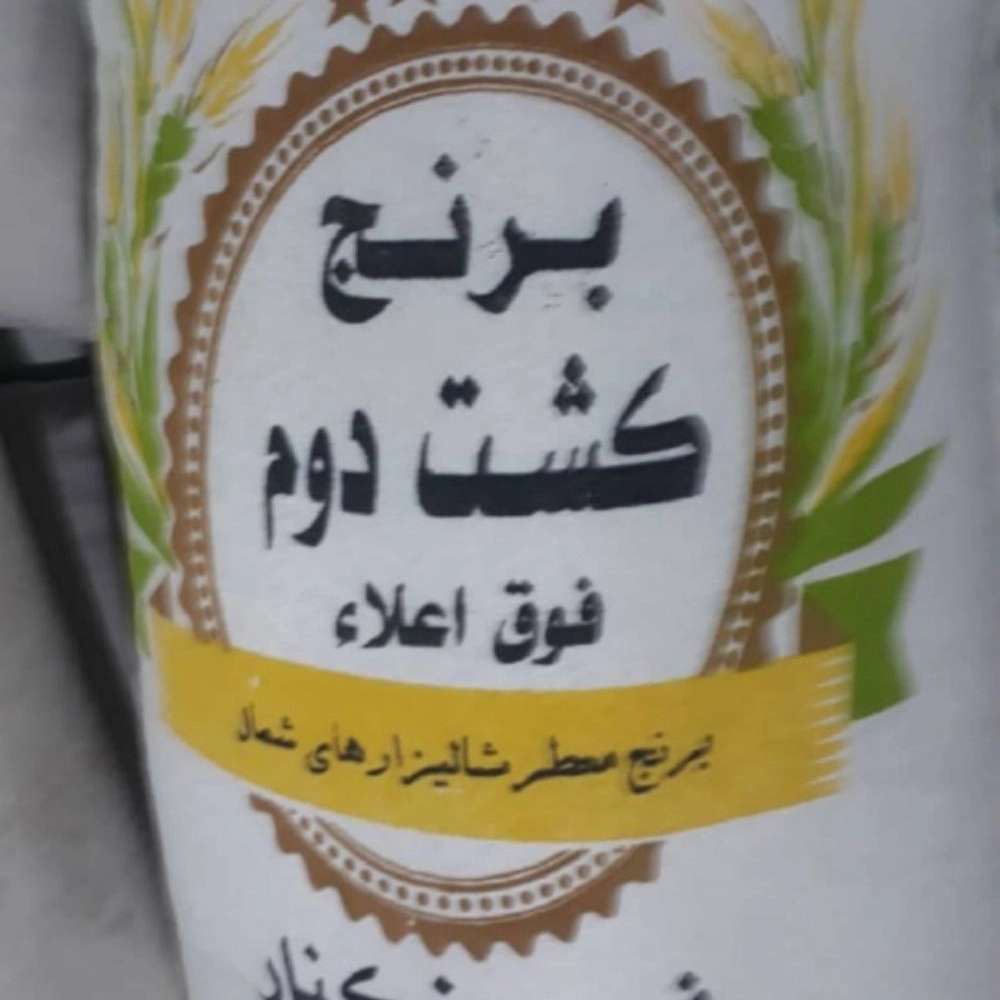 برنج
کشت دوم
فوق اعلاء
برنج معطر شالیزارهای شمال